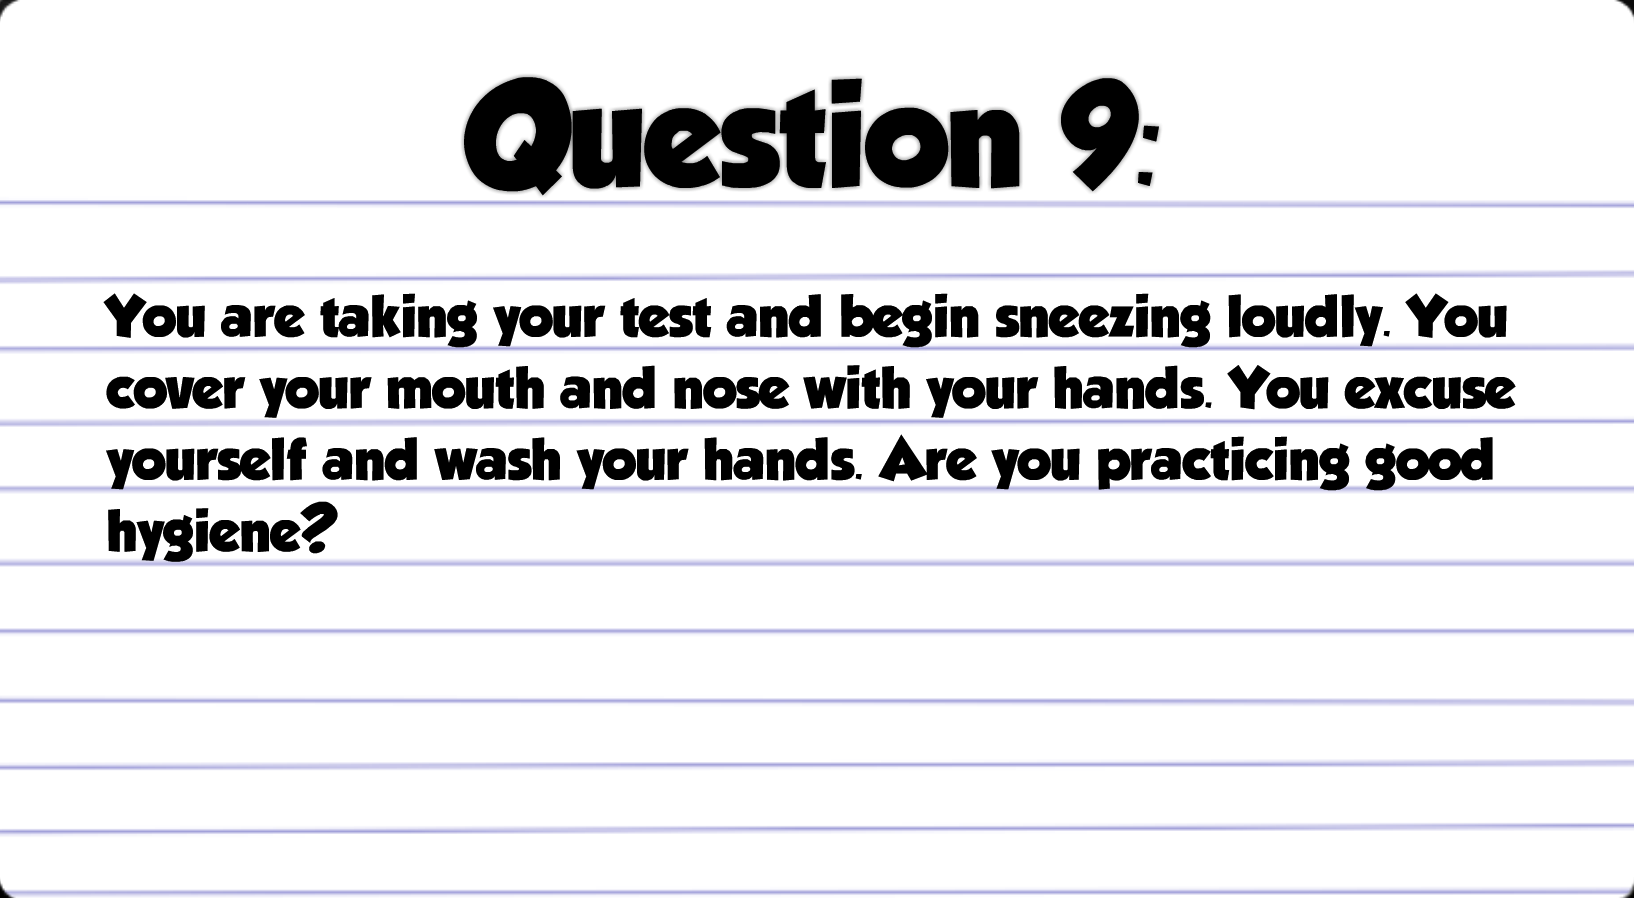 Question 9:
You are taking your test and begin sneezing loudly. You
cover your mouth and nose with your hands. You excuse
yourself and wash your hands. Are you practicing good
hygiene?